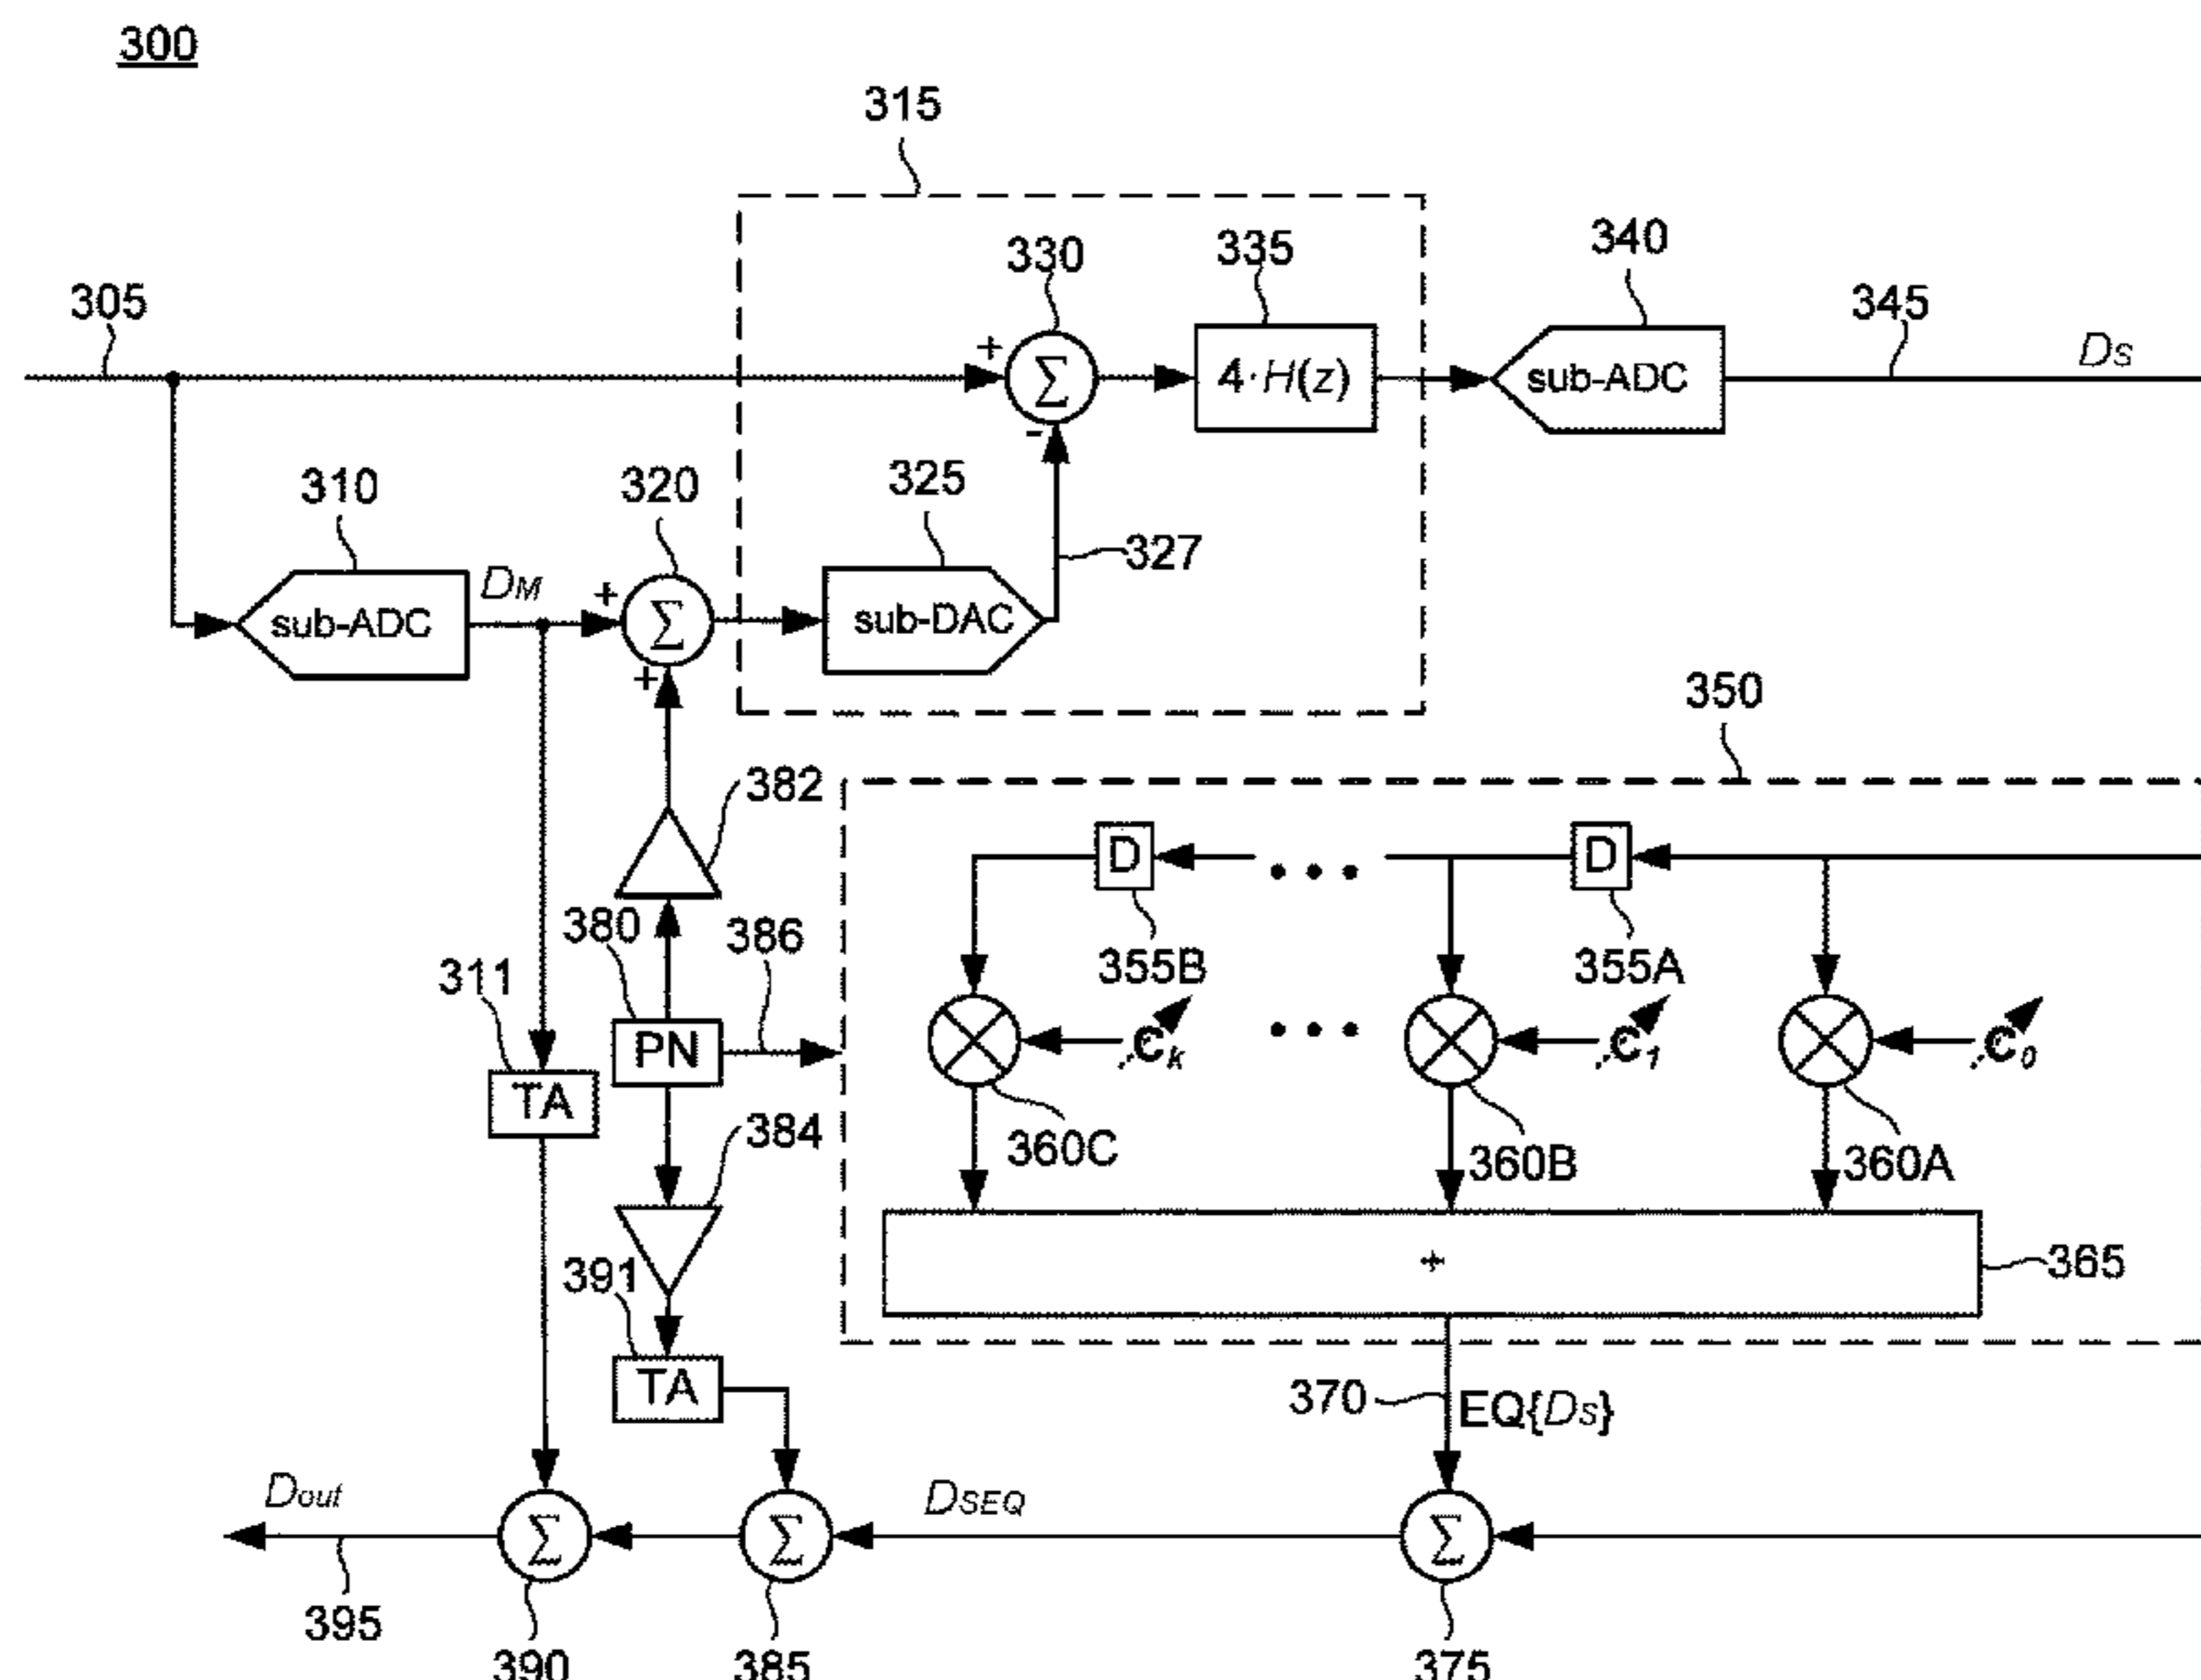 300
315
305
330
335
340
345
+
Σ
4·H(z)
sub-ADC
DS
-
310
320
325
327
DM
+
sub-ADC
Σ
sub-DAC
+
350
382
D
• • •
D
380
386
355B
355A
311
PN
Ck
• • •
C1
C0
TA
384
360C
360B
360A
391
+
365
TA
370
EQ{DS}
Dout
DSEQ
Σ
Σ
Σ
395
390
385
375